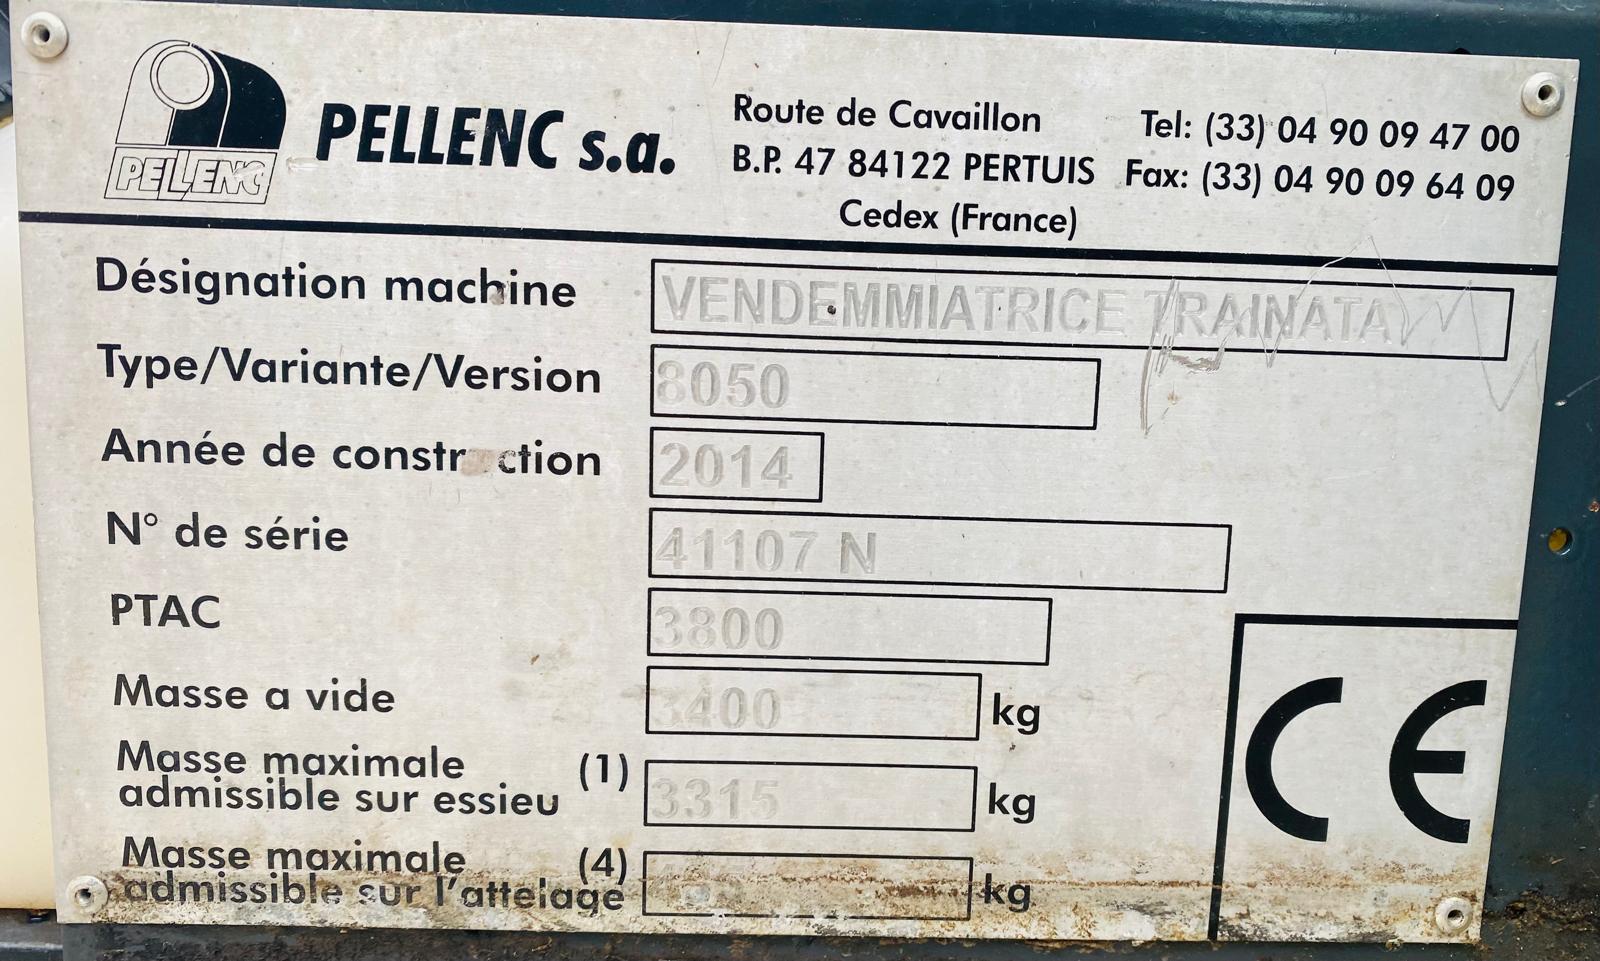 PELLENC
PELLENC s.a.
Route de Cavaillon
B.P. 47 84122 PERTUIS
Cedex (France)
Tel: (33) 04 90 09 47 00
Fax: (33) 04 90 09 64 09
Désignation machine VENDEMMIATRICE TRAINATA
Type/Variante/Version 8050
Année de constr ction 2014
N° de série 41107 N
PTAC 3800
Masse a vide 3400 kg
Masse maximale (1)
admissible sur essieu 3315 kg
Masse maximale (4)
admissible sur l'attelage kg
CE